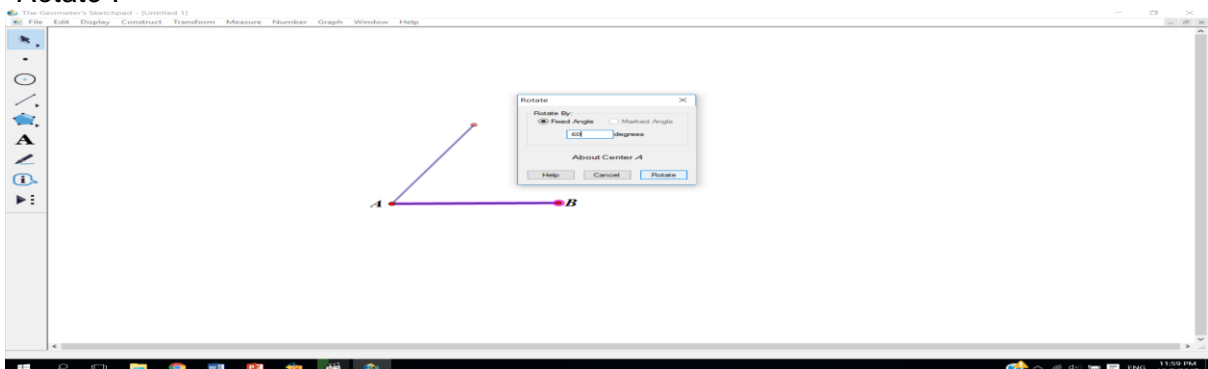 Rotate".
The Geometer's Sketchpad - [Untitled 1]
File Edit Display Construct Transform Measure Number Graph Window Help
Rotate
Rotate By:
Fixed Angle Marked Angle
60 degrees
About Center A
Help Cancel Rotate
A
A B
ENG 11:59 PM